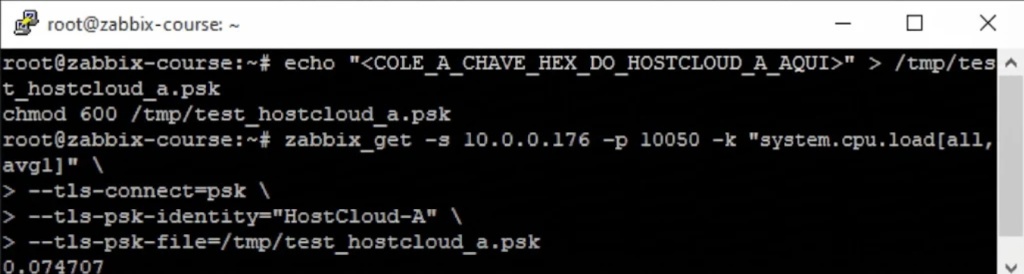 root@zabbix-course: ~
root@zabbix-course:~# echo "<COLE_A_CHAVE_HEX_DO_HOSTCLOUD_A_AQUI>" > /tmp/tes
t_hostcloud_a.psk
chmod 600 /tmp/test_hostcloud_a.psk
root@zabbix-course:~# zabbix_get -s 10.0.0.176 -p 10050 -k "system.cpu.load[all,
avg1]" \
> --tls-connect=psk \
> --tls-psk-identity="HostCloud-A" \
> --tls-psk-file=/tmp/test_hostcloud_a.psk
0.074707